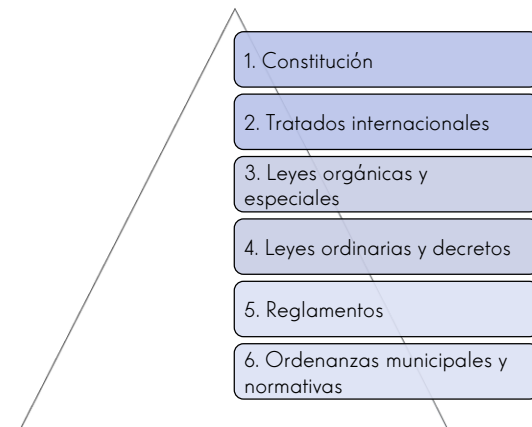 1. Constitución
2. Tratados internacionales
3. Leyes orgánicas y
especiales
4. Leyes ordinarias y decretos
5. Reglamentos
6. Ordenanzas municipales y
normativas